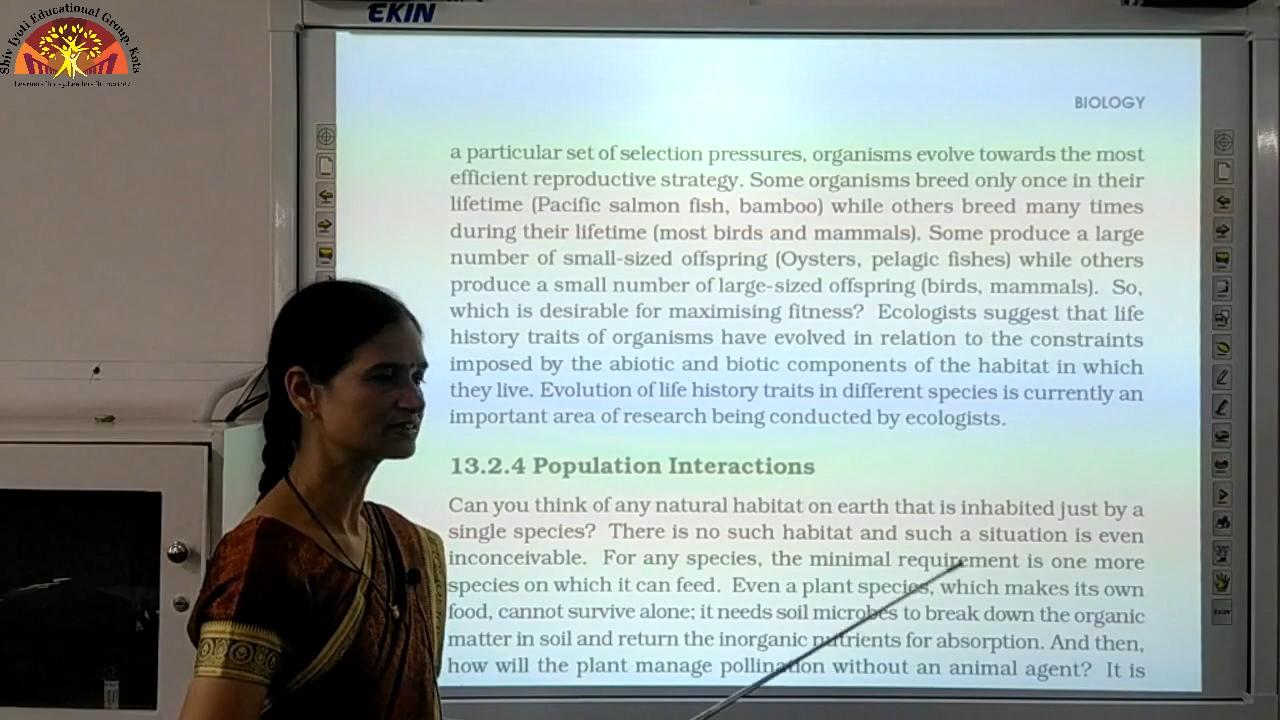 Shiv Jyoti Educational Group, Kota
EKIN
BIOLOGY
a particular set of selection pressures, organisms evolve towards the most
efficient reproductive strategy. Some organisms breed only once in their
lifetime (Pacific salmon fish, bamboo) while others breed many times
during their lifetime (most birds and mammals). Some produce a large
number of small-sized offspring (Oysters, pelagic fishes) while others
produce a small number of large-sized offspring (birds, mammals). So,
which is desirable for maximising fitness? Ecologists suggest that life
history traits of organisms have evolved in relation to the constraints
imposed by the abiotic and biotic components of the habitat in which
they live. Evolution of life history traits in different species is currently an
important area of research being conducted by ecologists.
13.2.4 Population Interactions
Can you think of any natural habitat on earth that is inhabited just by a
single species? There is no such habitat and such a situation is even
inconceivable. For any species, the minimal requirement is one more
species on which it can feed. Even a plant species, which makes its own
food, cannot survive alone; it needs soil microbes to break down the organic
matter in soil and return the inorganic nutrients for absorption. And then,
how will the plant manage pollination without an animal agent? It is